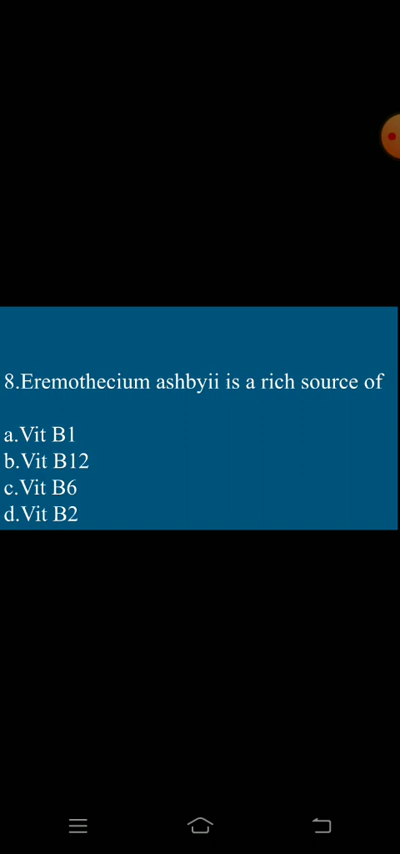 8.Eremothecium ashbyii is a rich source of
a.Vit B1
b.Vit B12
c.Vit B6
d.Vit B2